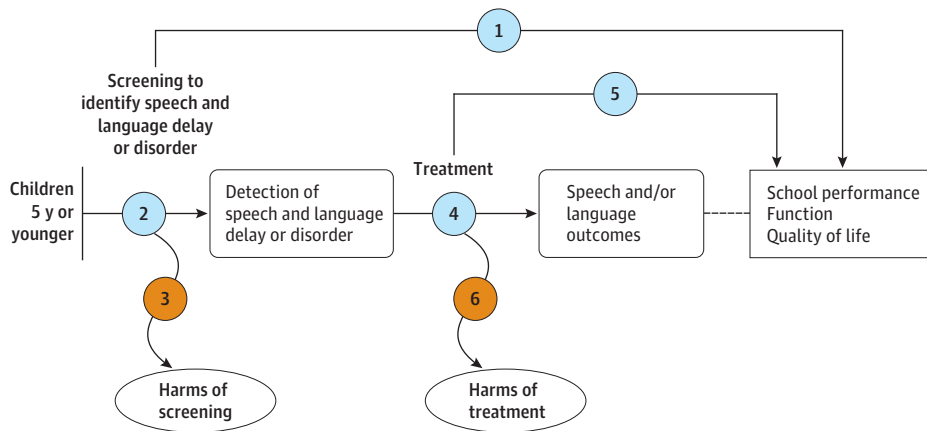 1
Screening to
identify speech and
language delay
or disorder
5
Treatment
Children
5 y or
younger
2
Detection of
speech and language
delay or disorder
4
Speech and/or
language
outcomes
School performance
Function
Quality of life
3
6
Harms of
screening
Harms of
treatment